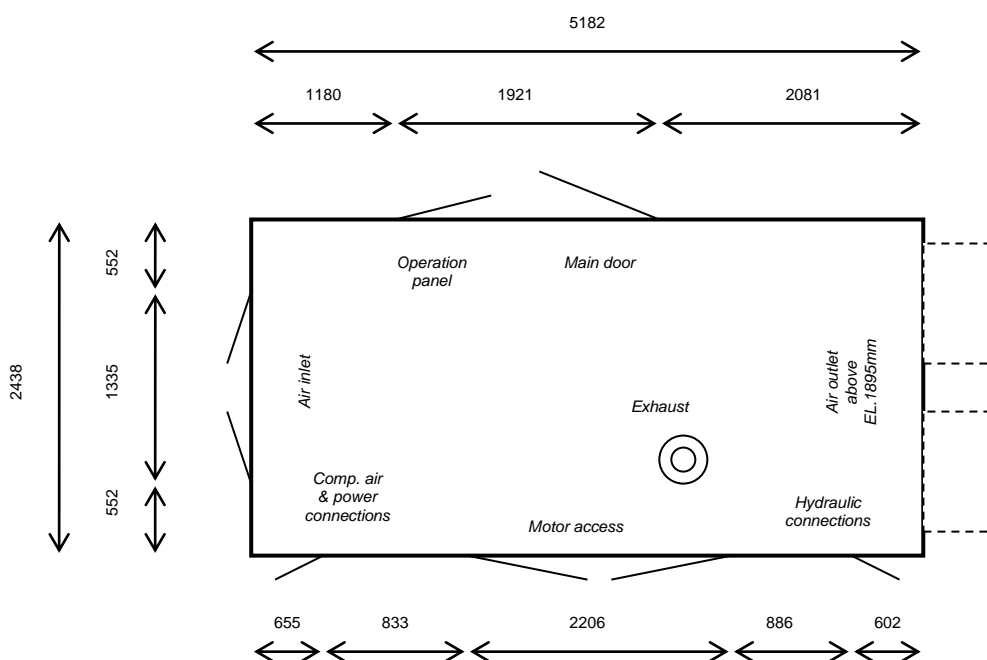 5182
1180
1921
2081
552
1335
552
2438
Operation
panel
Main door
Air inlet
Air outlet
above
EL.1895mm
Exhaust
Comp. air
& power
connections
Motor access
Hydraulic
connections
655
833
2206
886
602